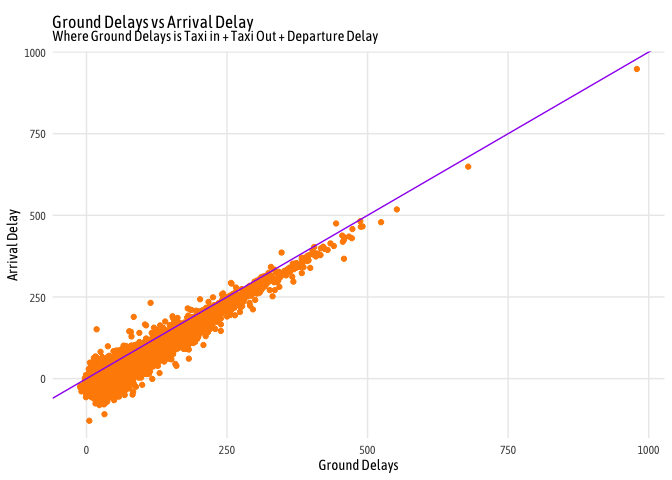 Ground Delays vs Arrival Delay
Where Ground Delays is Taxi in + Taxi Out + Departure Delay
1000
750
500
250
0
Arrival Delay
0 250 500 750 1000
Ground Delays